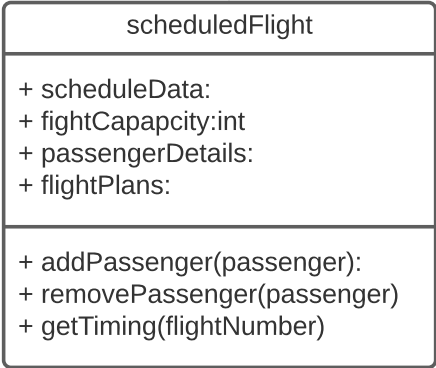 scheduledFlight
+ scheduleData:
+ fightCapapcity:int
+ passengerDetails:
+ flightPlans:
+ addPassenger(passenger):
+ removePassenger(passenger)
+ getTiming(flightNumber)